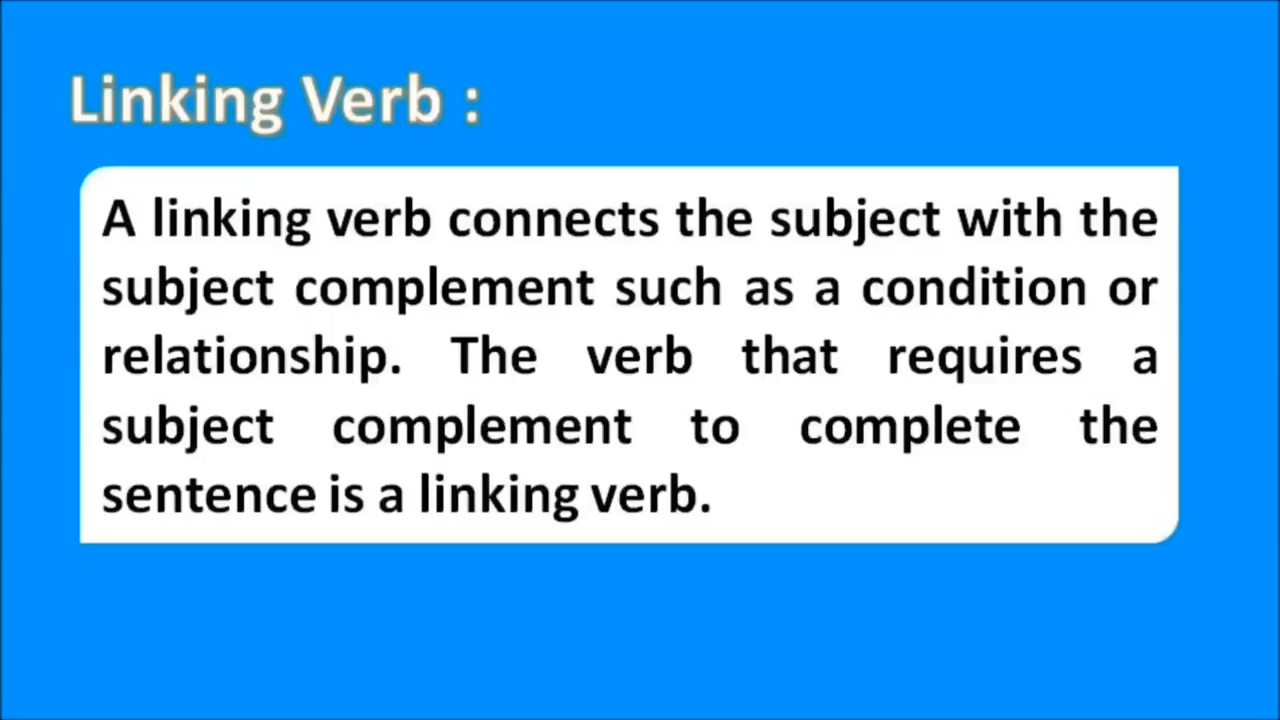 Linking Verb :
A linking verb connects the subject with the
subject complement such as a condition or
relationship. The verb that requires a
subject complement to complete the
sentence is a linking verb.